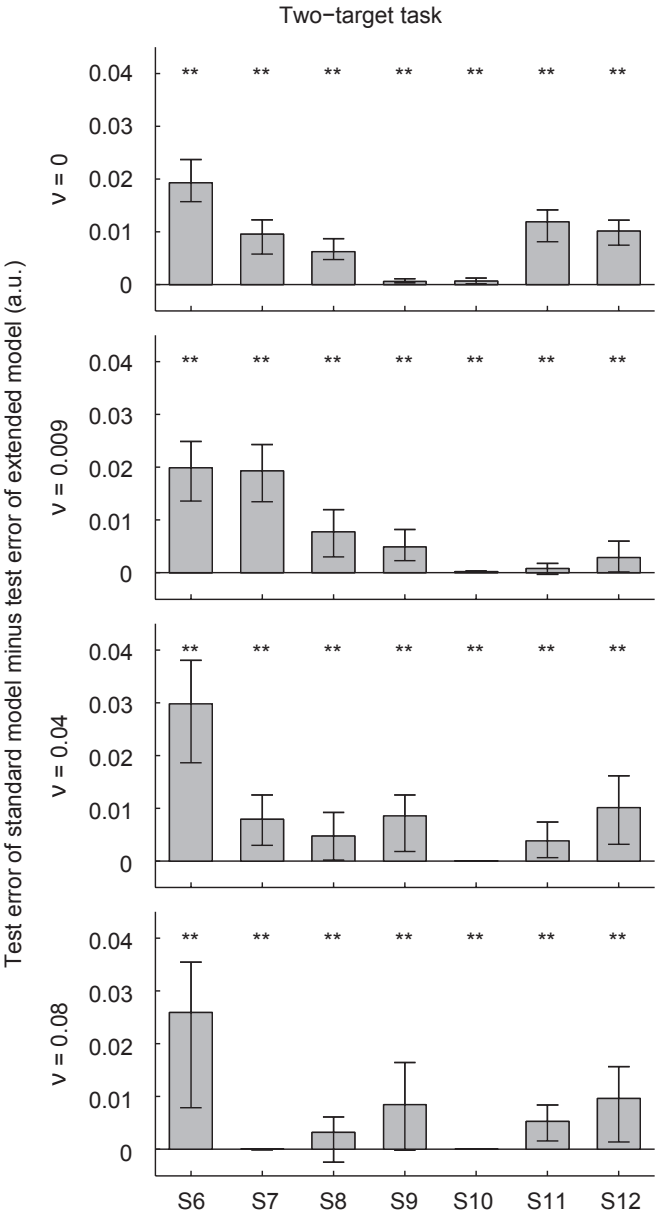 Two−target task
Test error of standard model minus test error of extended model (a.u.)
ν = 0
0.04
** ** ** ** ** ** **
0.03
0.02
0.01
0
ν = 0.009
0.04
** ** ** ** ** ** **
0.03
0.02
0.01
0
ν = 0.04
0.04
** ** ** ** ** ** **
0.03
0.02
0.01
0
ν = 0.08
0.04
** ** ** ** ** ** **
0.03
0.02
0.01
0
S6 S7 S8 S9 S10 S11 S12